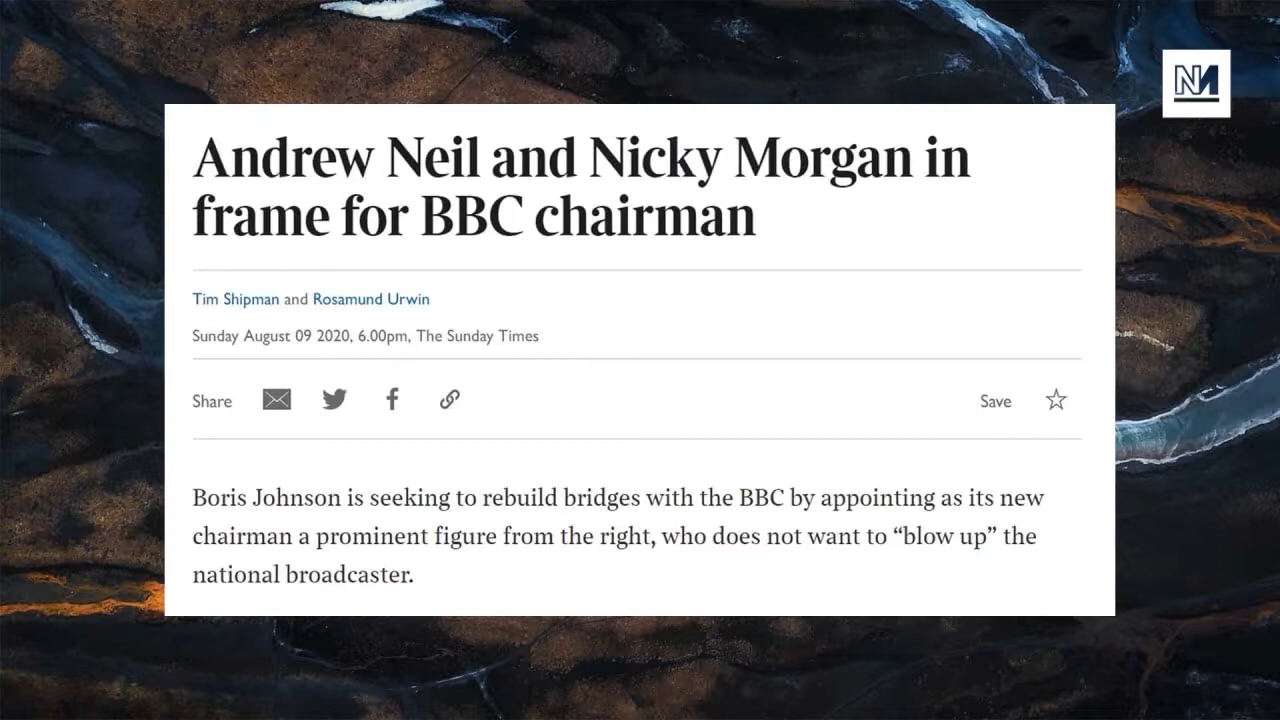 NM
Andrew Neil and Nicky Morgan in
frame for BBC chairman
Tim Shipman and Rosamund Urwin
Sunday August 09 2020, 6.00pm, The Sunday Times
Share
Save
Boris Johnson is seeking to rebuild bridges with the BBC by appointing as its new
chairman a prominent figure from the right, who does not want to “blow up” the
national broadcaster.